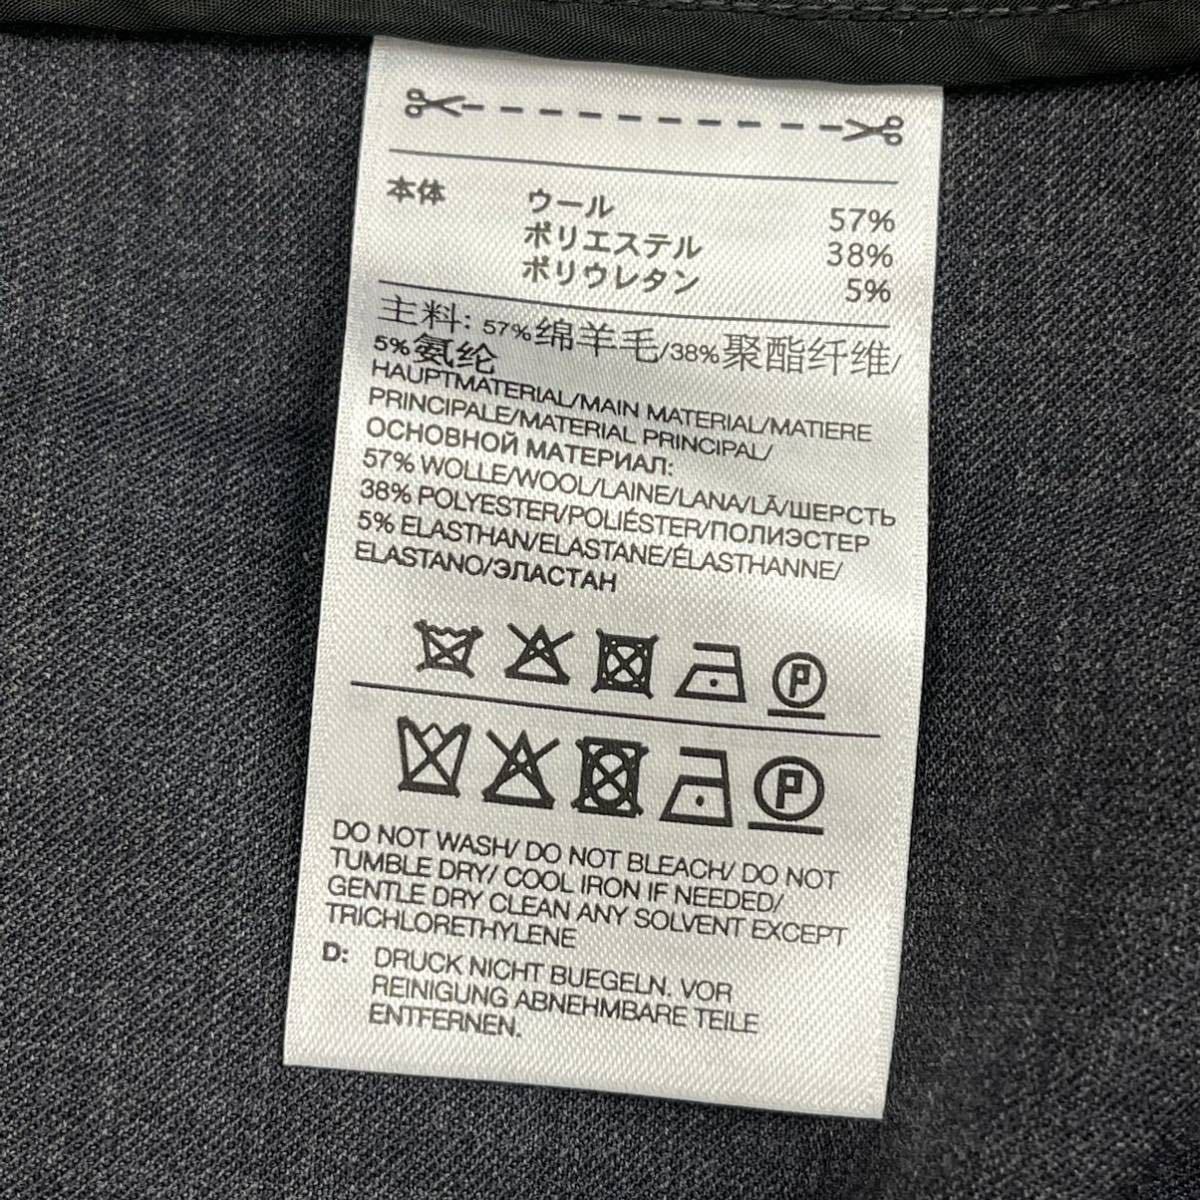 本体 ウール 57%
ポリエステル 38%
ポリウレタン 5%
主料: 57%绵羊毛/38%聚酯纤维/
5%氨纶
HAUPTMATERIAL/MAIN MATERIAL/MATIERE
PRINCIPALE/MATERIAL PRINCIPAL/
ОСНОВНОЙ МАТЕРИАЛ:
57% WOLLE/WOOL/LAINE/LANA/LÃ/ШЕРСТЬ
38% POLYESTER/POLIÉSTER/ПОЛИЭСТЕР
5% ELASTHAN/ELASTANE/ÉLASTHANNE/
ELASTANO/ЭЛАСТАН
P
P
DO NOT WASH/ DO NOT BLEACH/ DO NOT
TUMBLE DRY/ COOL IRON IF NEEDED/
GENTLE DRY CLEAN ANY SOLVENT EXCEPT
TRICHLORETHYLENE
D: DRUCK NICHT BUEGELN. VOR
REINIGUNG ABNEHMBARE TEILE
ENTFERNEN.